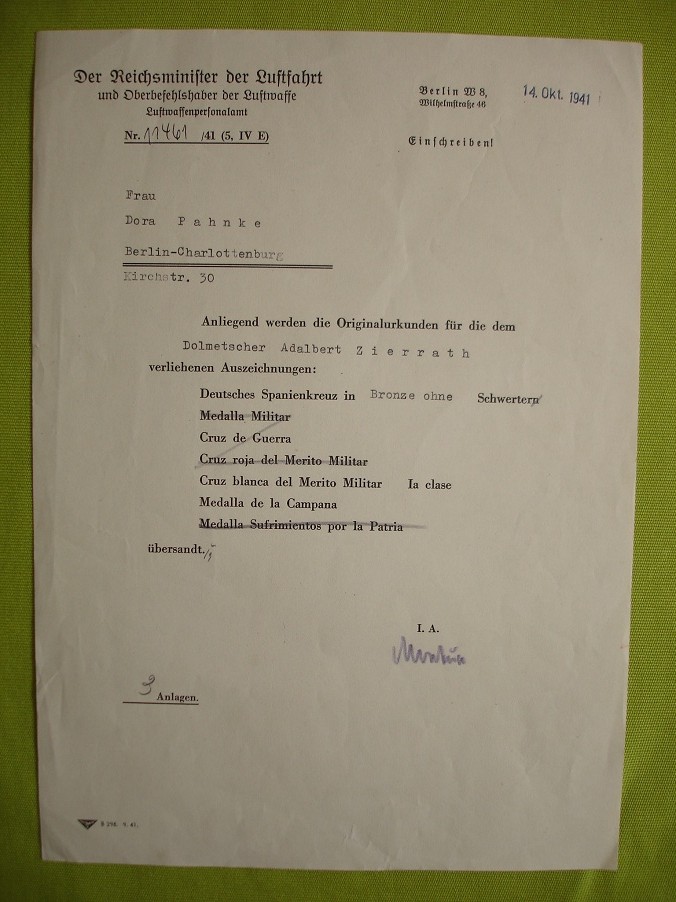 Der Reichsminister der Luftfahrt
und Oberbefehlshaber der Luftwaffe
Luftwaffenpersonalamt
Nr. 11461 /41 (5, IV E)
Berlin W 8,
Wilhelmstraße 46
14. Okt. 1941
Einschreiben!
Frau
Dora Pahnke
Berlin-Charlottenburg
Kirchstr. 30
Anliegend werden die Originalurkunden für die dem
Dolmetscher Adalbert Zierrath
verliehenen Auszeichnungen:
Deutsches Spanienkreuz in Bronze ohne Schwertern
Medalla Militar
Cruz de Guerra
Cruz roja del Merito Militar
Cruz blanca del Merito Militar Ia clase
Medalla de la Campana
Medalla Sufrimientos por la Patria
übersandt.
I. A.
3 Anlagen.